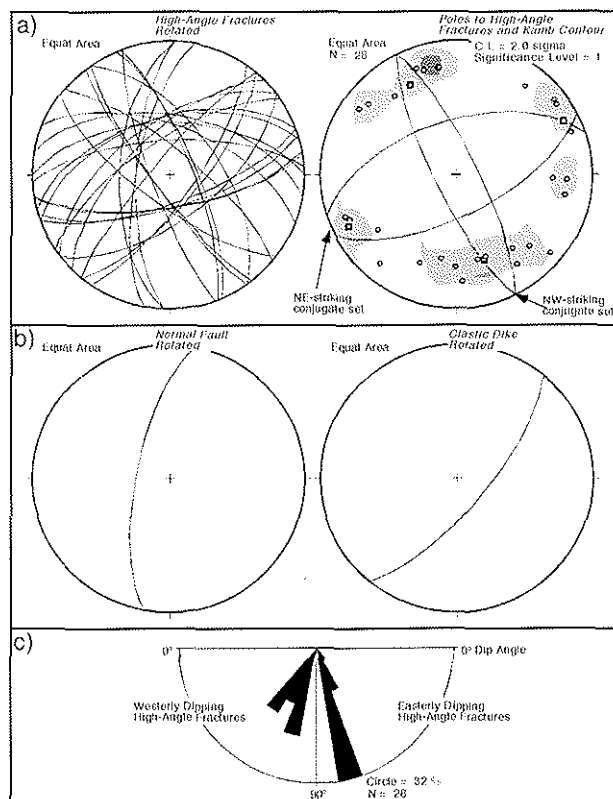 a)
High-Angle Fractures
Rotated
Equal Area
Poles to High-Angle
Fractures and Kamb Contour
Equal Area
N = 26
C.I. = 2.0 sigma
Significance Level = 1
NE-striking
conjugate set
NW-striking
conjugate set
b)
Normal Fault
Rotated
Equal Area
Clastic Dike
Rotated
Equal Area
c)
0°
0° Dip Angle
Westerly Dipping
High-Angle Fractures
Easterly Dipping
High-Angle Fractures
90°
Circle = 32 %
N = 26